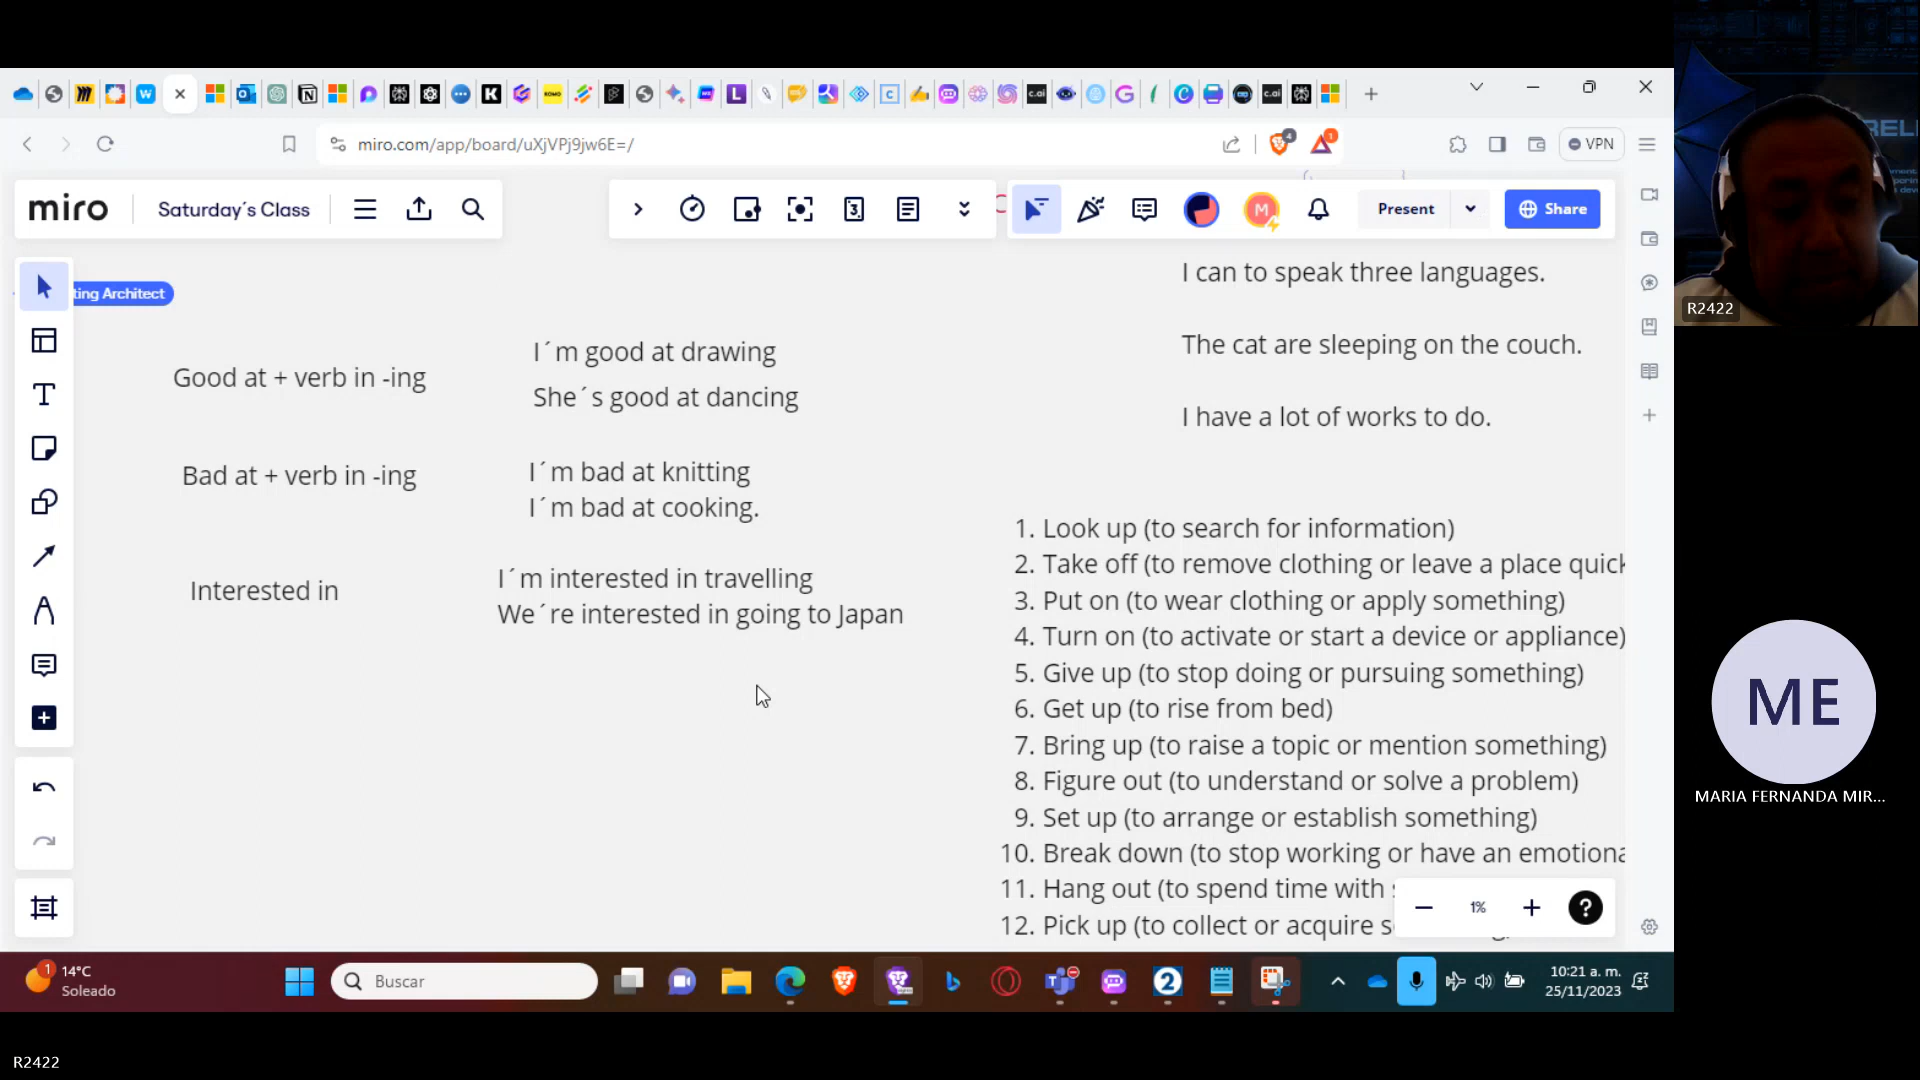 miro.com/app/board/uXjVPj9jw6E=/
4
1
VPN
miro
Saturday´s Class
3
M
Present
Share
ting Architect
Good at + verb in -ing
I´m good at drawing
She´s good at dancing
Bad at + verb in -ing
I´m bad at knitting
I´m bad at cooking.
Interested in
I´m interested in travelling
We´re interested in going to Japan
I can to speak three languages.
The cat are sleeping on the couch.
I have a lot of works to do.
1. Look up (to search for information)
2. Take off (to remove clothing or leave a place quick
3. Put on (to wear clothing or apply something)
4. Turn on (to activate or start a device or appliance)
5. Give up (to stop doing or pursuing something)
6. Get up (to rise from bed)
7. Bring up (to raise a topic or mention something)
8. Figure out (to understand or solve a problem)
9. Set up (to arrange or establish something)
10. Break down (to stop working or have an emotiona
11. Hang out (to spend time with
12. Pick up (to collect or acquire
1%
1
14°C
Soleado
Buscar
10:21 a. m.
25/11/2023
R2422
ME
MARIA FERNANDA MIR...
R2422